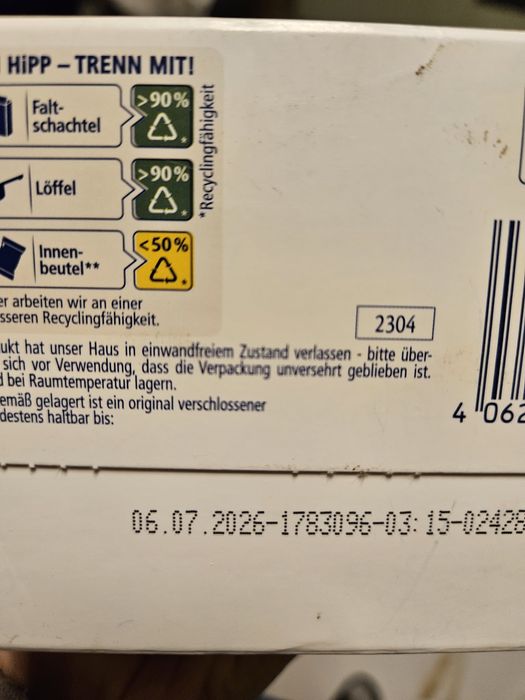 HiPP – TRENN MIT!
Falt-
schachtel
>90%
*
Löffel
>90%
*
Innen-
beutel**
<50%
*
*Recyclingfähigkeit
er arbeiten wir an einer
sseren Recyclingfähigkeit.
2304
ukt hat unser Haus in einwandfreiem Zustand verlassen - bitte über-
sich vor Verwendung, dass die Verpackung unversehrt geblieben ist.
d bei Raumtemperatur lagern.
emäß gelagert ist ein original verschlossener
destens haltbar bis:
4 062
06.07.2026-1783096-03:15-02428